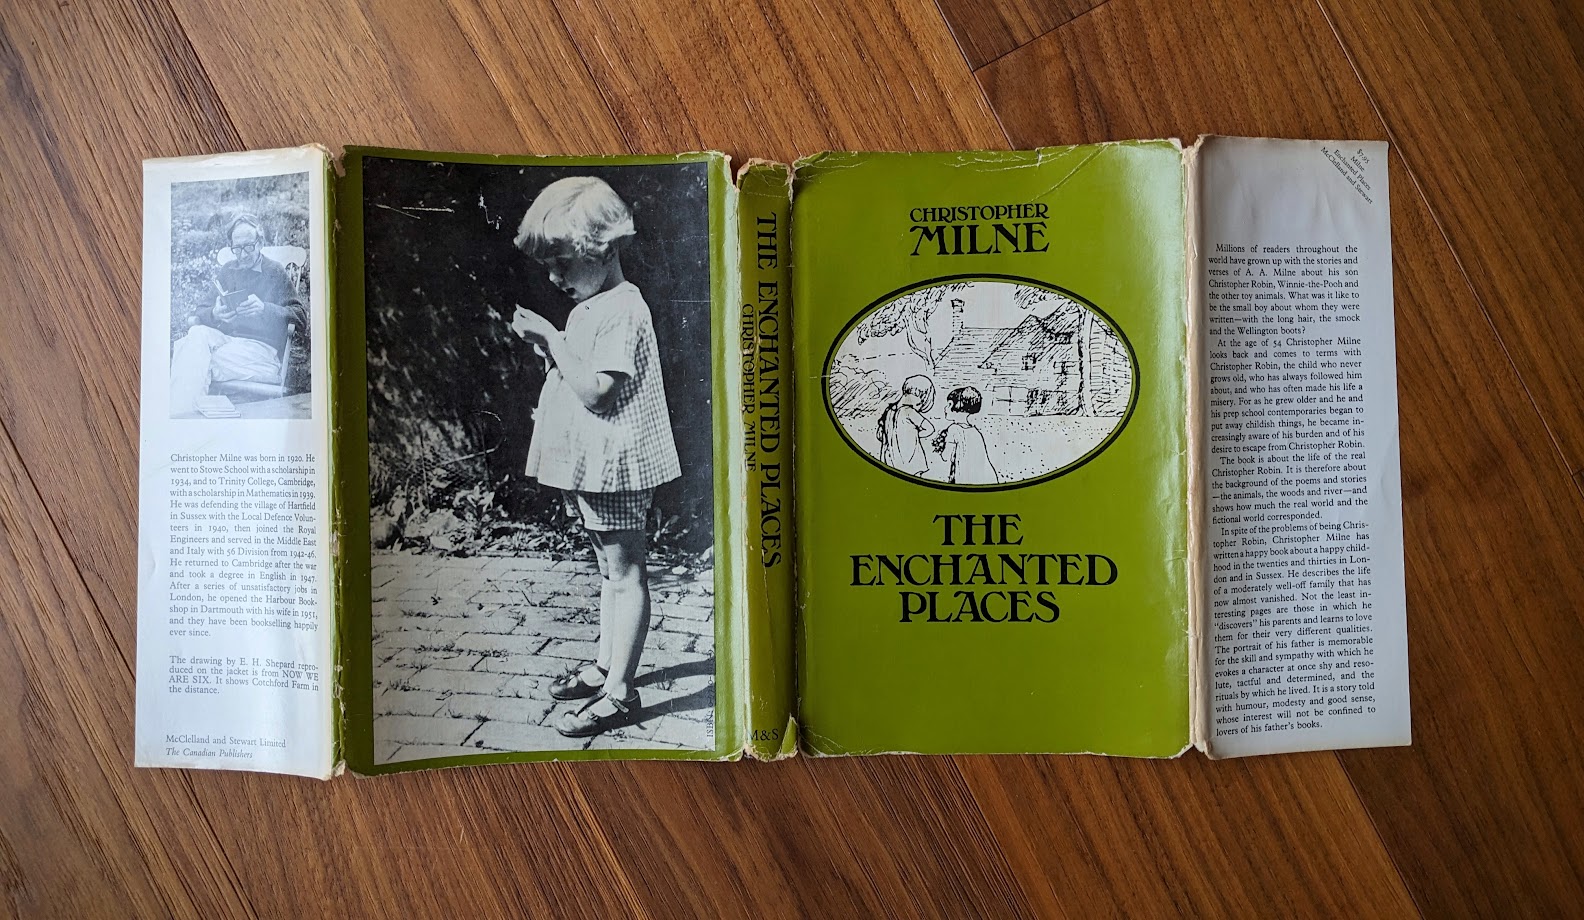 Christopher Milne was born in 1920. He
went to Stowe School with a scholarship in
1934, and to Trinity College, Cambridge,
with a scholarship in Mathematics in 1939.
He was defending the village of Hartfield
in Sussex with the Local Defence Volun-
teers in 1940, then joined the Royal
Engineers and served in the Middle East
and Italy with 56 Division from 1942-46.
He returned to Cambridge after the war
and took a degree in English in 1947.
After a series of unsatisfactory jobs in
London, he opened the Harbour Book-
shop in Dartmouth with his wife in 1951,
and they have been bookselling happily
ever since.
The drawing by E. H. Shepard repro-
duced on the jacket is from NOW WE
ARE SIX. It shows Cotchford Farm in
the distance.
McClelland and Stewart Limited
The Canadian Publishers
THE ENCHANTED PLACES
CHRISTOPHER MILNE
M&S
CHRISTOPHER
MILNE
THE
ENCHANTED
PLACES
$7.95
Milne
Enchanted Places
McClelland and Stewart
Millions of readers throughout the
world have grown up with the stories and
verses of A. A. Milne about his son
Christopher Robin, Winnie-the-Pooh and
the other toy animals. What was it like to
be the small boy about whom they were
written—with the long hair, the smock
and the Wellington boots?
At the age of 54 Christopher Milne
looks back and comes to terms with
Christopher Robin, the child who never
grows old, who has always followed him
about, and who has often made his life a
misery. For as he grew older and he and
his prep school contemporaries began to
put away childish things, he became in-
creasingly aware of his burden and of his
desire to escape from Christopher Robin.
The book is about the life of the real
Christopher Robin. It is therefore about
the background of the poems and stories
—the animals, the woods and river—and
shows how much the real world and the
fictional world corresponded.
In spite of the problems of being Chris-
topher Robin, Christopher Milne has
written a happy book about a happy child-
hood in the twenties and thirties in Lon-
don and in Sussex. He describes the life
of a moderately well-off family that has
now almost vanished. Not the least in-
teresting pages are those in which he
"discovers" his parents and learns to love
them for their very different qualities.
The portrait of his father is memorable
for the skill and sympathy with which he
evokes a character at once shy and reso-
lute, tactful and determined, and the
rituals by which he lived. It is a story told
with humour, modesty and good sense,
whose interest will not be confined to
lovers of his father's books.